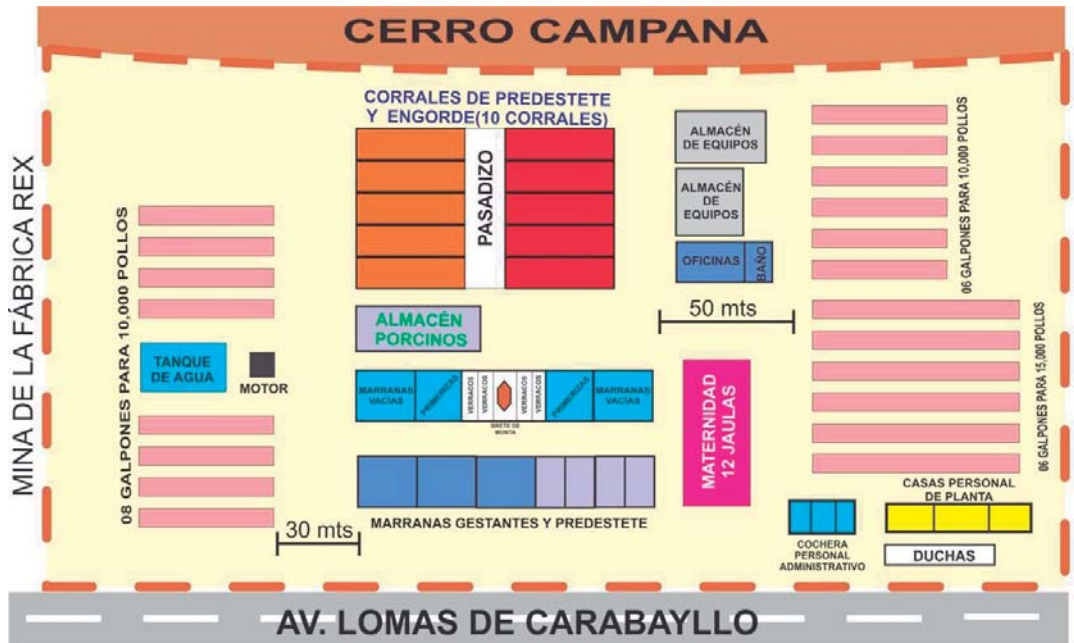 CERRO CAMPANA
MINA DE LA FÁBRICA REX
08 GALPONES PARA 10,000 POLLOS
TANQUE
DE AGUA
MOTOR
30 mts
CORRALES DE PREDESTETE
Y ENGORDE(10 CORRALES)
PASADIZO
ALMACÉN
PORCINOS
MARRANAS
VACÍAS
PRIMERIZAS
VERRACOS
VERRACOS
VERRACOS
VERRACOS
PRIMERIZAS
MARRANAS
VACÍAS
BRETE DE
MONTA
MARRANAS GESTANTES Y PREDESTETE
ALMACÉN
DE EQUIPOS
ALMACÉN
DE
EQUIPOS
OFICINAS
BAÑO
50 mts
MATERNIDAD
12 JAULAS
06 GALPONES PARA 10,000 POLLOS
06 GALPONES PARA 15,000 POLLOS
CASAS PERSONAL
DE PLANTA
COCHERA
PERSONAL
ADMINISTRATIVO
DUCHAS
AV. LOMAS DE CARABAYLLO